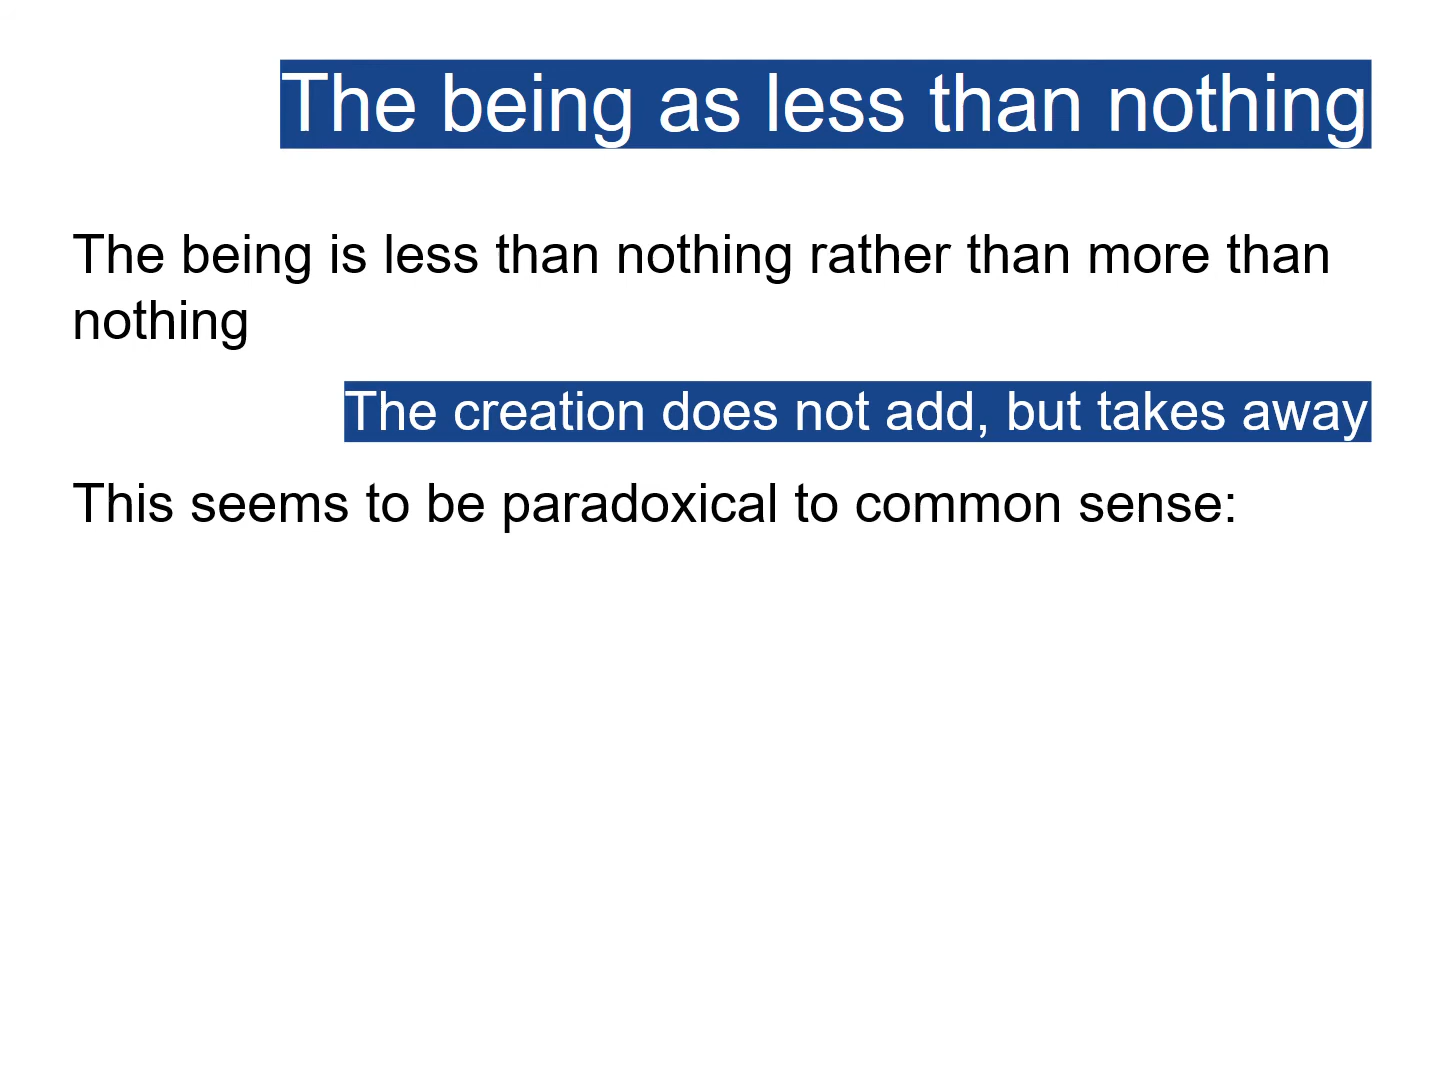 The being as less than nothing
The being is less than nothing rather than more than
nothing
The creation does not add, but takes away
This seems to be paradoxical to common sense: